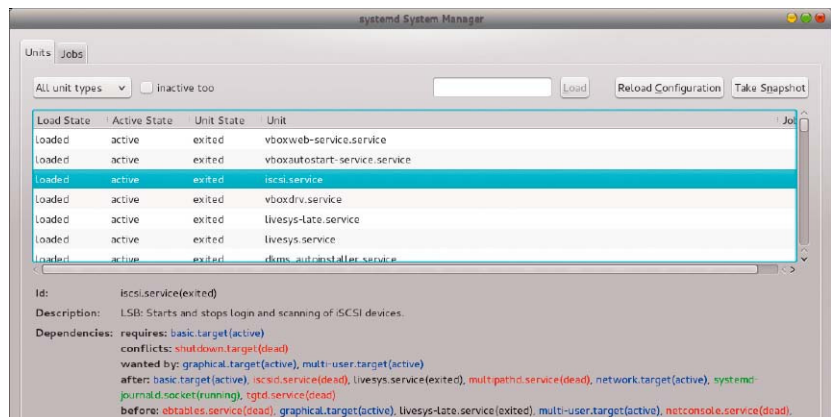 systemd System Manager
Units Jobs
All unit types inactive too Load Reload Configuration Take Snapshot
Load State Active State Unit State Unit Job
loaded active exited vboxweb-service.service
loaded active exited vboxautostart-service.service
loaded active exited iscsi.service
loaded active exited vboxdrv.service
loaded active exited livesys-late.service
loaded active exited livesys.service
loaded active exited dkms_autoinstaller.service
Id: iscsi.service(exited)
Description: LSB: Starts and stops login and scanning of iSCSI devices.
Dependencies: requires: basic.target(active)
conflicts: shutdown.target(dead)
wanted by: graphical.target(active), multi-user.target(active)
after: basic.target(active), iscsid.service(dead), livesys.service(exited), multipathd.service(dead), network.target(active), systemd-
journald.socket(running), tgtd.service(dead)
before: ebtables.service(dead), graphical.target(active), livesys-late.service(exited), multi-user.target(active), netconsole.service(dead),